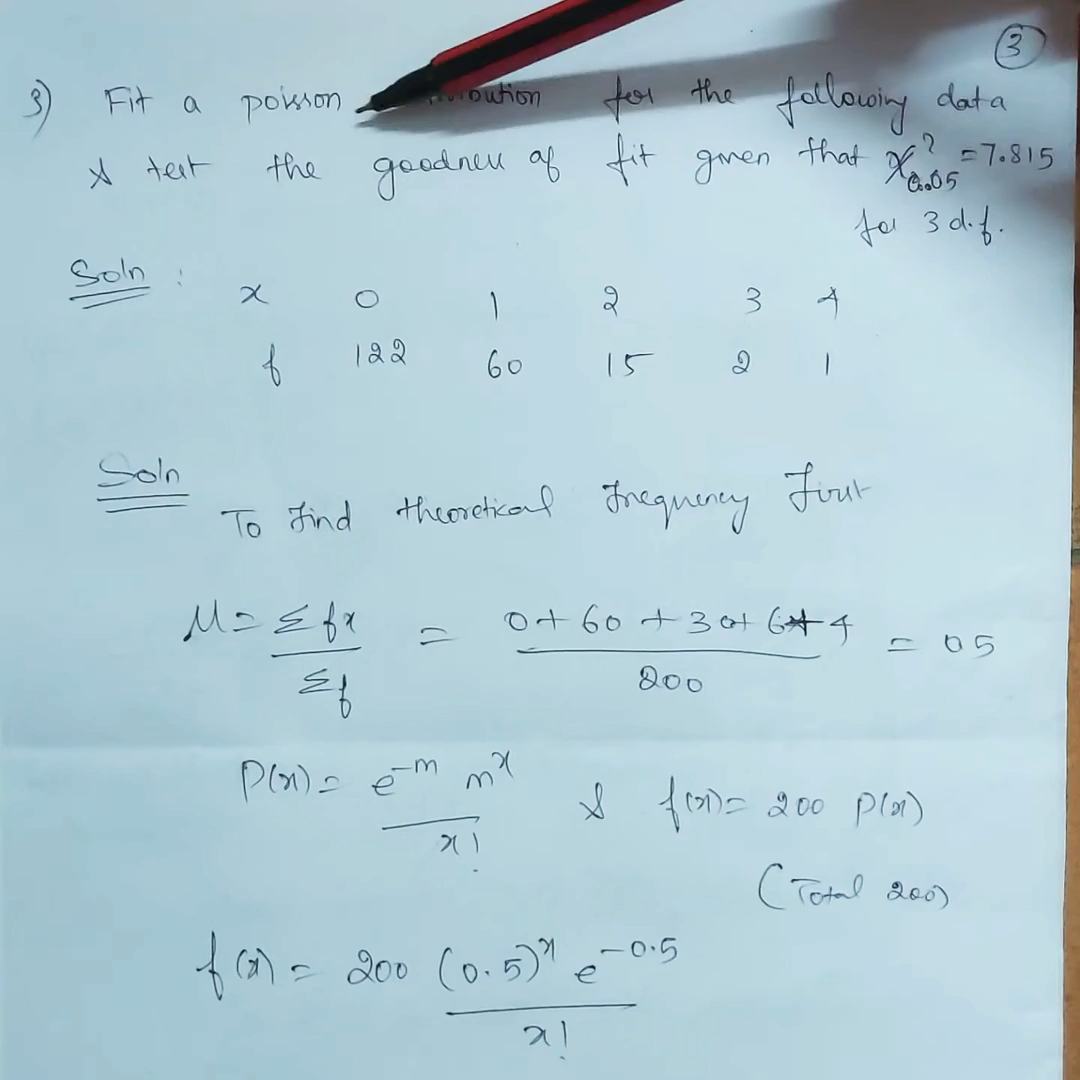 ③
3) Fit a poisson for the following data
& test the goodness of fit given that χ²0.05 = 7.815
for 3 d.f.
Soln :
x 0 1 2 3 4
f 122 60 15 2 1
Soln
To Find theoretical Frequency First
M = Σfx / Σf = 0 + 60 + 30 + 6 + 4 / 200 = 0.5
P(x) = e^-m m^x / x! & f(x) = 200 P(x)
(Total 200)
f(x) = 200 (0.5)^x e^-0.5 / x!